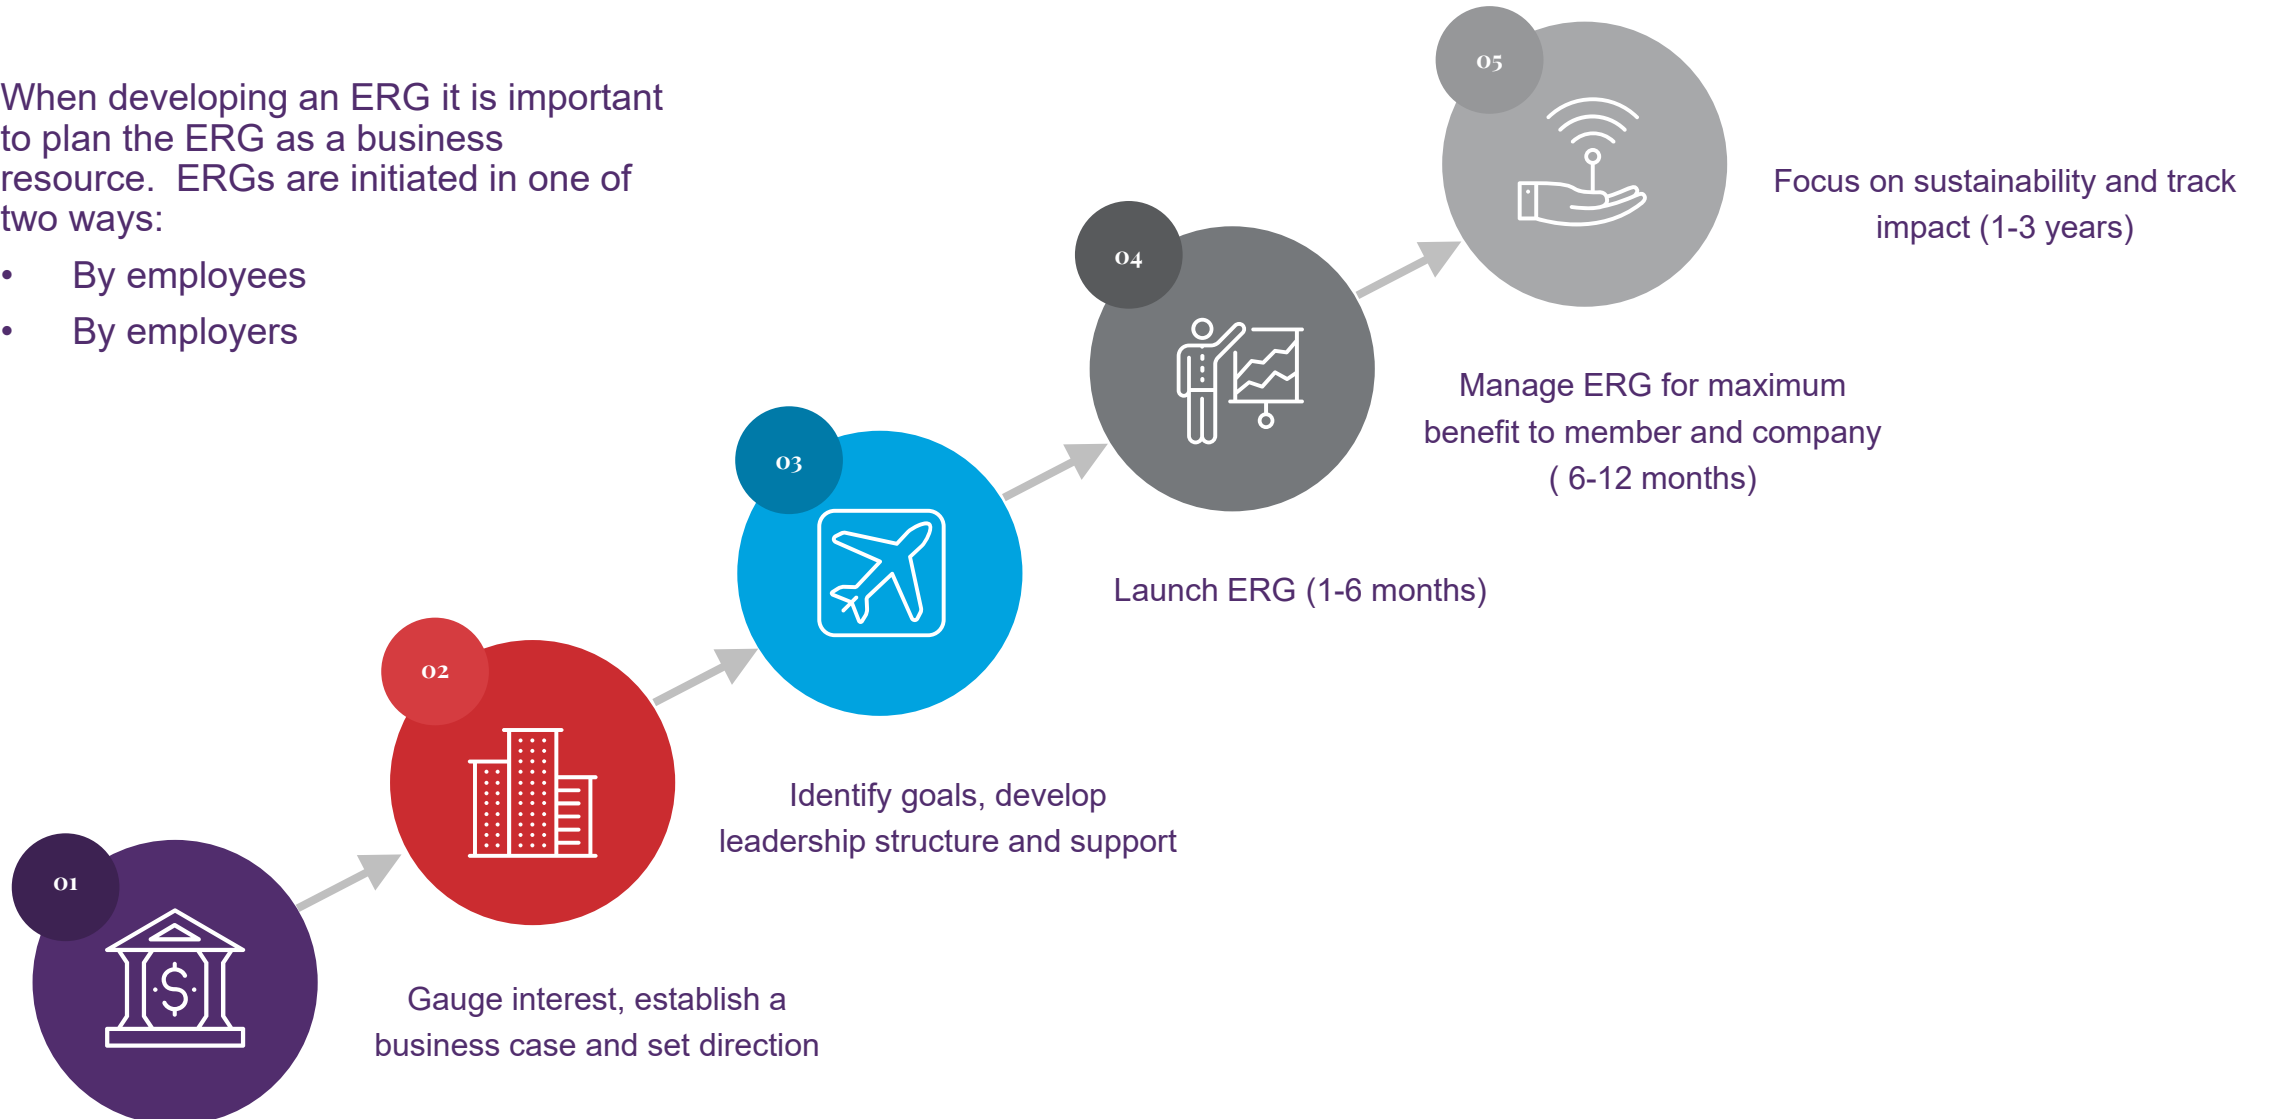 When developing an ERG it is important
to plan the ERG as a business
resource.  ERGs are initiated in one of
two ways:
• By employees
• By employers
01
Gauge interest, establish a
business case and set direction
02
Identify goals, develop
leadership structure and support
03
Launch ERG (1-6 months)
04
Manage ERG for maximum
benefit to member and company
( 6-12 months)
05
Focus on sustainability and track
impact (1-3 years)